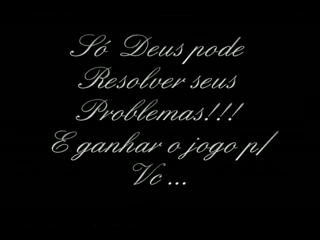 Só Deus pode
Resolver seus
Problemas!!!
E ganhar o jogo p/
Vc ...